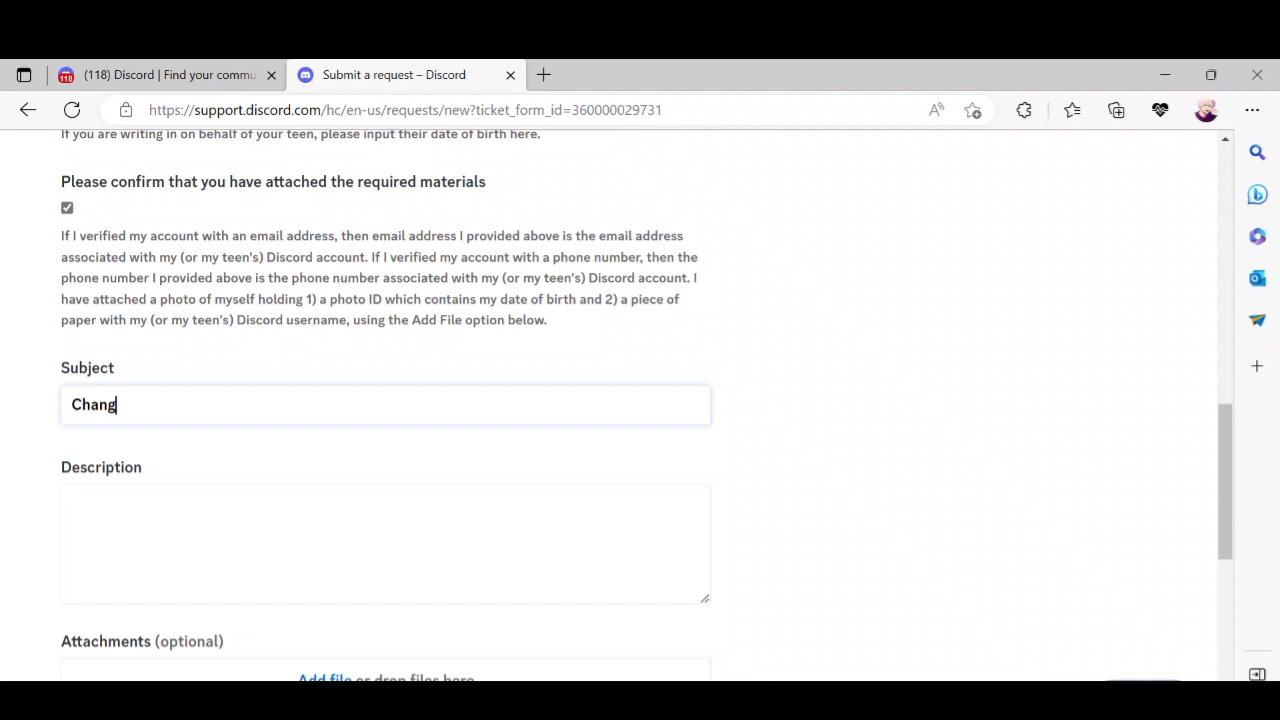 118
(118) Discord | Find your commu
Submit a request – Discord
https://support.discord.com/hc/en-us/requests/new?ticket_form_id=360000029731
If you are writing in on behalf of your teen, please input their date of birth here.
Please confirm that you have attached the required materials
If I verified my account with an email address, then email address I provided above is the email address
associated with my (or my teen's) Discord account. If I verified my account with a phone number, then the
phone number I provided above is the phone number associated with my (or my teen's) Discord account. I
have attached a photo of myself holding 1) a photo ID which contains my date of birth and 2) a piece of
paper with my (or my teen's) Discord username, using the Add File option below.
Subject
Chang
Description
Attachments (optional)
Add file or drop files here